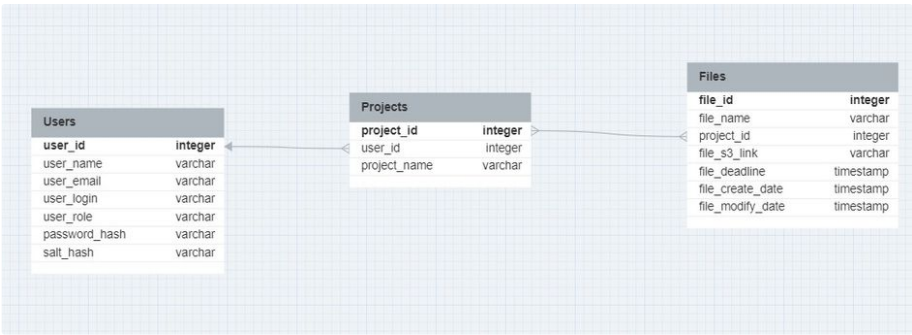 Users
user_id integer
user_name varchar
user_email varchar
user_login varchar
user_role varchar
password_hash varchar
salt_hash varchar
Projects
project_id integer
user_id integer
project_name varchar
Files
file_id integer
file_name varchar
project_id integer
file_s3_link varchar
file_deadline timestamp
file_create_date timestamp
file_modify_date timestamp